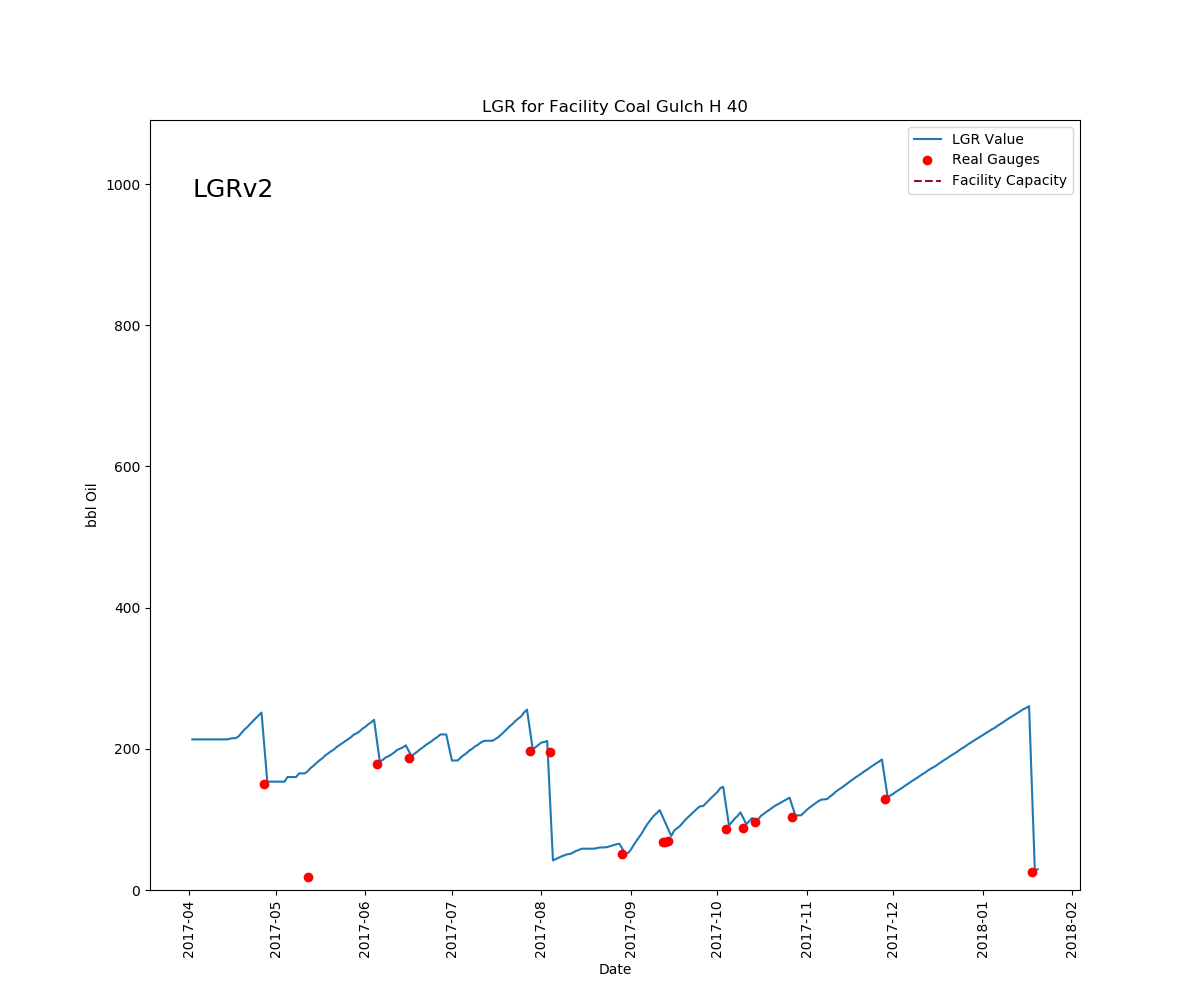 LGR for Facility Coal Gulch H 40
LGRv2
LGR Value
Real Gauges
Facility Capacity
bbl Oil
1000
800
600
400
200
0
2017-04
2017-05
2017-06
2017-07
2017-08
2017-09
2017-10
2017-11
2017-12
2018-01
2018-02
Date